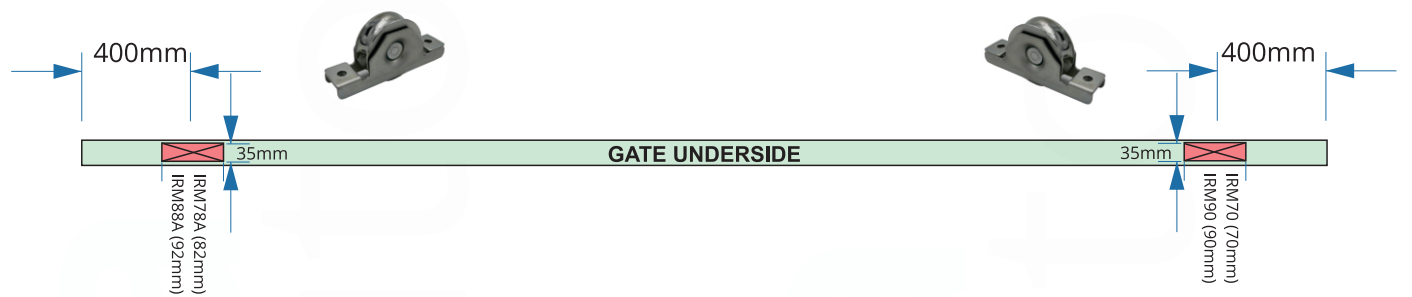 400mm
400mm
35mm
GATE UNDERSIDE
35mm
IRM78A (82mm)
IRM88A (92mm)
IRM70 (70mm)
IRM90 (90mm)